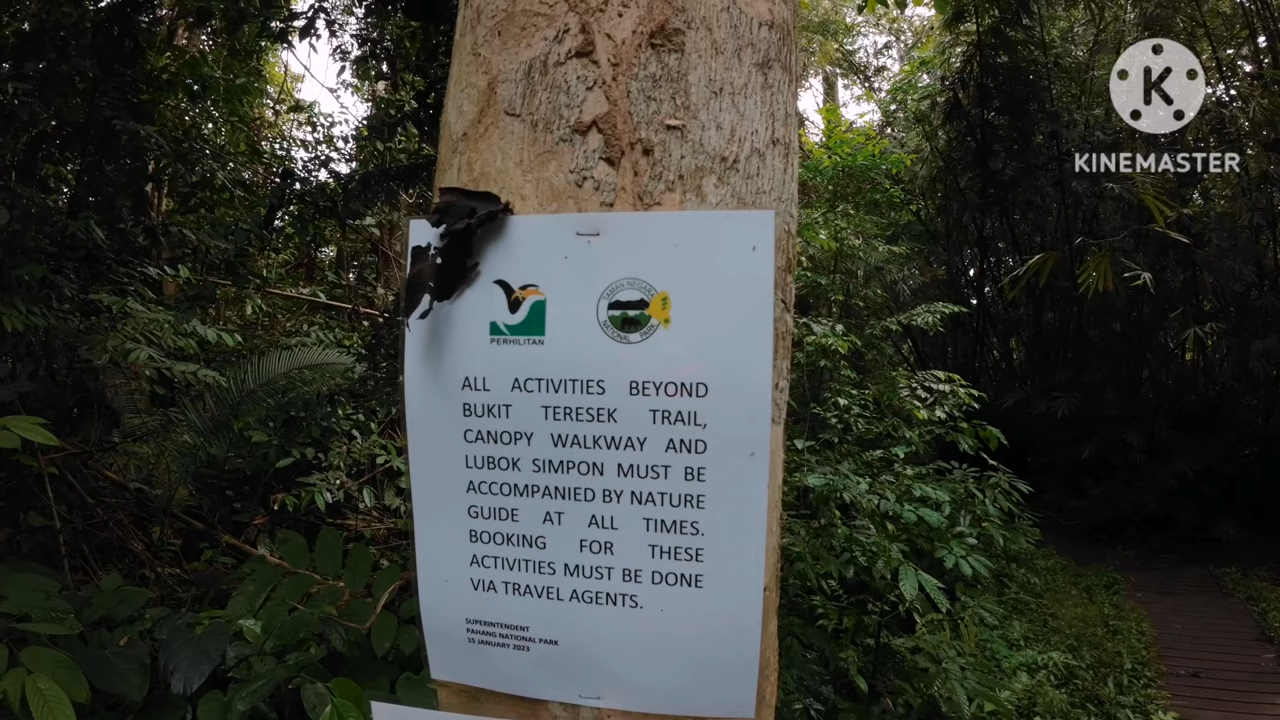 KINEMASTER
PERHILITAN
TAMAN NEGARA
NATIONAL PARK
ALL ACTIVITIES BEYOND
BUKIT TERESEK TRAIL,
CANOPY WALKWAY AND
LUBOK SIMPON MUST BE
ACCOMPANIED BY NATURE
GUIDE AT ALL TIMES.
BOOKING FOR THESE
ACTIVITIES MUST BE DONE
VIA TRAVEL AGENTS.
SUPERINTENDENT
PAHANG NATIONAL PARK
15 JANUARY 2023